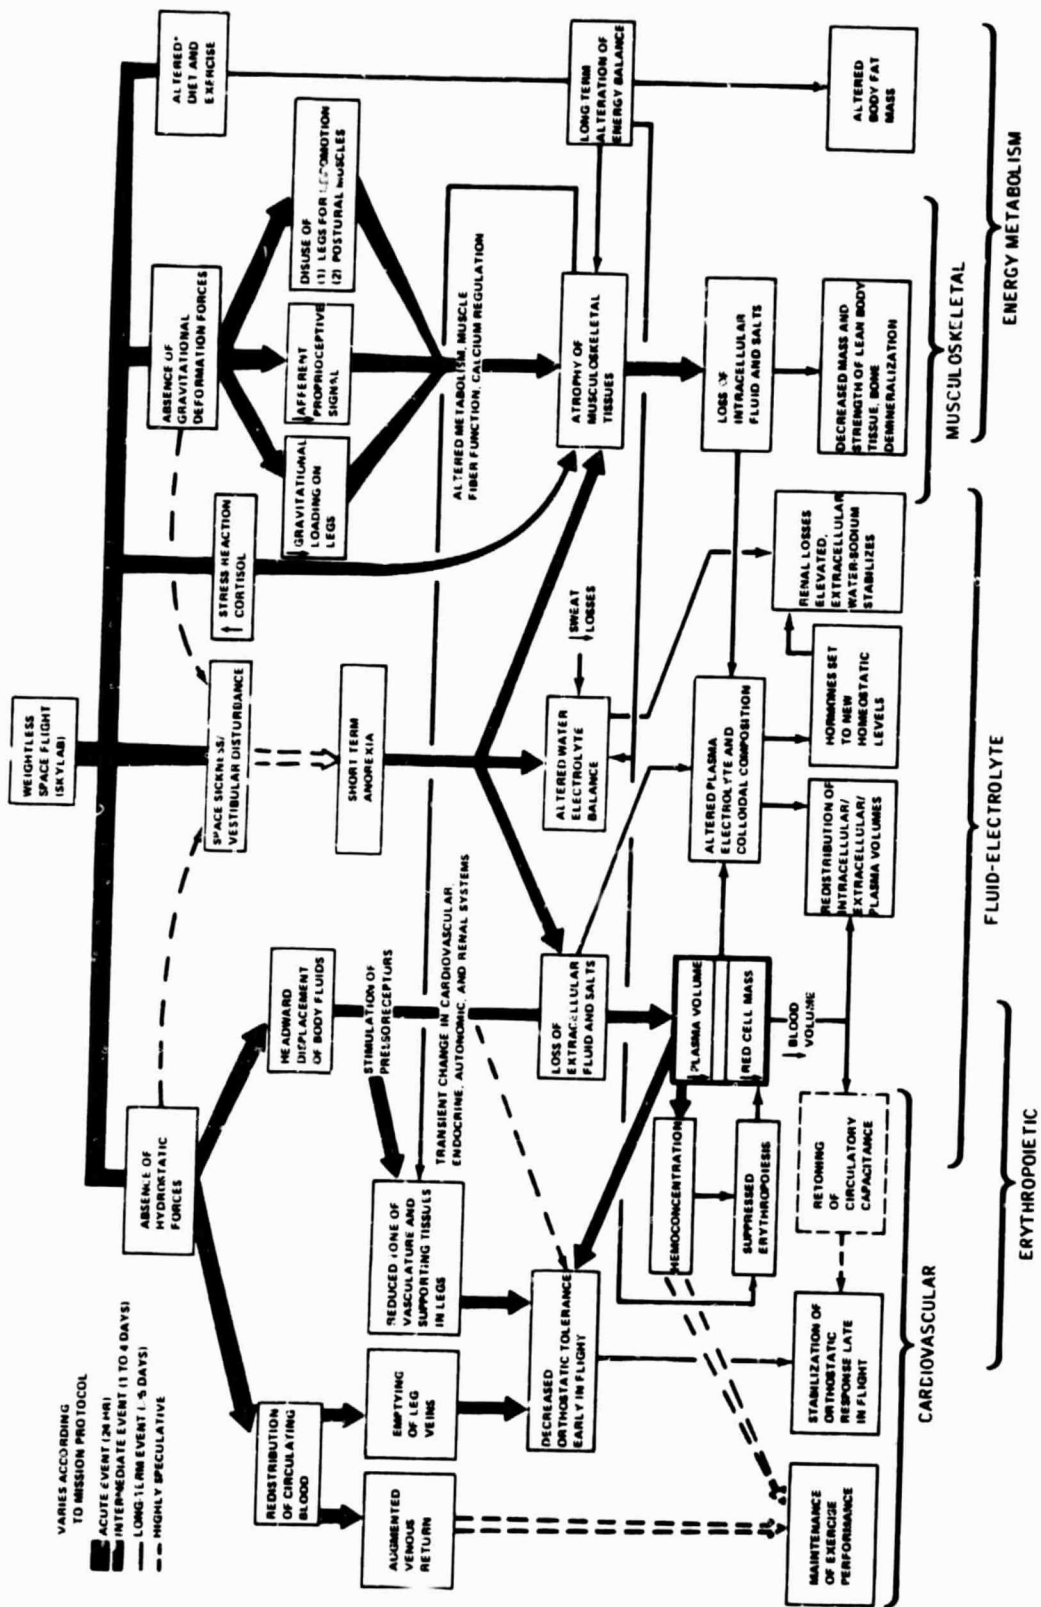 WEIGHTLESS
SPACE FLIGHT
(SKYLAB)
VARIES ACCORDING
TO MISSION PROTOCOL
ACUTE EVENT (24 HR)
INTERMEDIATE EVENT (1 TO 4 DAYS)
LONG-TERM EVENT ( DAYS)
HIGHLY SPECULATIVE
ABSENCE OF
HYDROSTATIC
FORCES
ABSENCE OF
GRAVITATIONAL
DEFORMATION FORCES
ALTERED*
DIET AND
EXERCISE
SPACE SICKNESS/
VESTIBULAR DISTURBANCE
↑ STRESS REACTION
CORTISOL
REDISTRIBUTION
OF CIRCULATING
BLOOD
HEADWARD
DISPLACEMENT
OF BODY FLUIDS
SHORT TERM
ANOREXIA
↓ GRAVITATIONAL
LOADING ON
LEGS
↓ AFFERENT
PROPRIOCEPTIVE
SIGNAL
DISUSE OF
(1) LEGS FOR LOCOMOTION
(2) POSTURAL MUSCLES
AUGMENTED
VENOUS
RETURN
EMPTYING
OF LEG
VEINS
REDUCED TONE OF
VASCULATURE AND
SUPPORTING TISSUES
IN LEGS
STIMULATION OF
PRESSORECEPTORS
TRANSIENT CHANGE IN CARDIOVASCULAR,
ENDOCRINE, AUTONOMIC, AND RENAL SYSTEMS
ALTERED METABOLISM, MUSCLE
FIBER FUNCTION, CALCIUM REGULATION
DECREASED
ORTHOSTATIC TOLERANCE
EARLY IN FLIGHT
LOSS OF
EXTRACELLULAR
FLUID AND SALTS
ALTERED WATER
ELECTROLYTE
BALANCE
↓ SWEAT
LOSSES
ATROPHY OF
MUSCULOSKELETAL
TISSUES
LONG TERM
ALTERATION OF
ENERGY BALANCE
HEMOCONCENTRATION
SUPPRESSED
ERYTHROPOIESIS
↓ PLASMA VOLUME
↓ RED CELL MASS
ALTERED PLASMA
ELECTROLYTE AND
COLLOIDAL COMPOSITION
LOSS OF
INTRACELLULAR
FLUID AND SALTS
↓ BLOOD
VOLUME
MAINTENANCE
OF EXERCISE
PERFORMANCE
STABILIZATION OF
ORTHOSTATIC
RESPONSE LATE
IN FLIGHT
RETONING
OF
CIRCULATORY
CAPACITANCE
REDISTRIBUTION OF
INTRACELLULAR/
EXTRACELLULAR/
PLASMA VOLUMES
HORMONES SET
TO NEW
HOMEOSTATIC
LEVELS
RENAL LOSSES
ELEVATED,
EXTRACELLULAR
WATER-SODIUM
STABILIZES
DECREASED MASS AND
STRENGTH OF LEAN BODY
TISSUE, BONE
DEMINERALIZATION
ALTERED
BODY FAT
MASS
CARDIOVASCULAR
ERYTHROPOIETIC
FLUID-ELECTROLYTE
MUSCULOSKELETAL
ENERGY METABOLISM